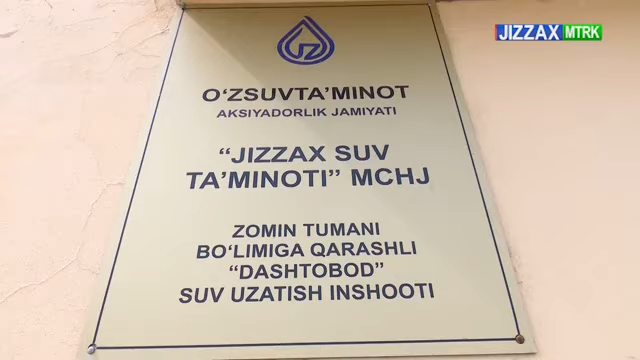 JIZZAX MTRK
UZ
O‘ZSUVTA’MINOT
AKSIYADORLIK JAMIYATI
“JIZZAX SUV
TA’MINOTI” MCHJ
ZOMIN TUMANI
BO‘LIMIGA QARASHLI
“DASHTOBOD”
SUV UZATISH INSHOOTI